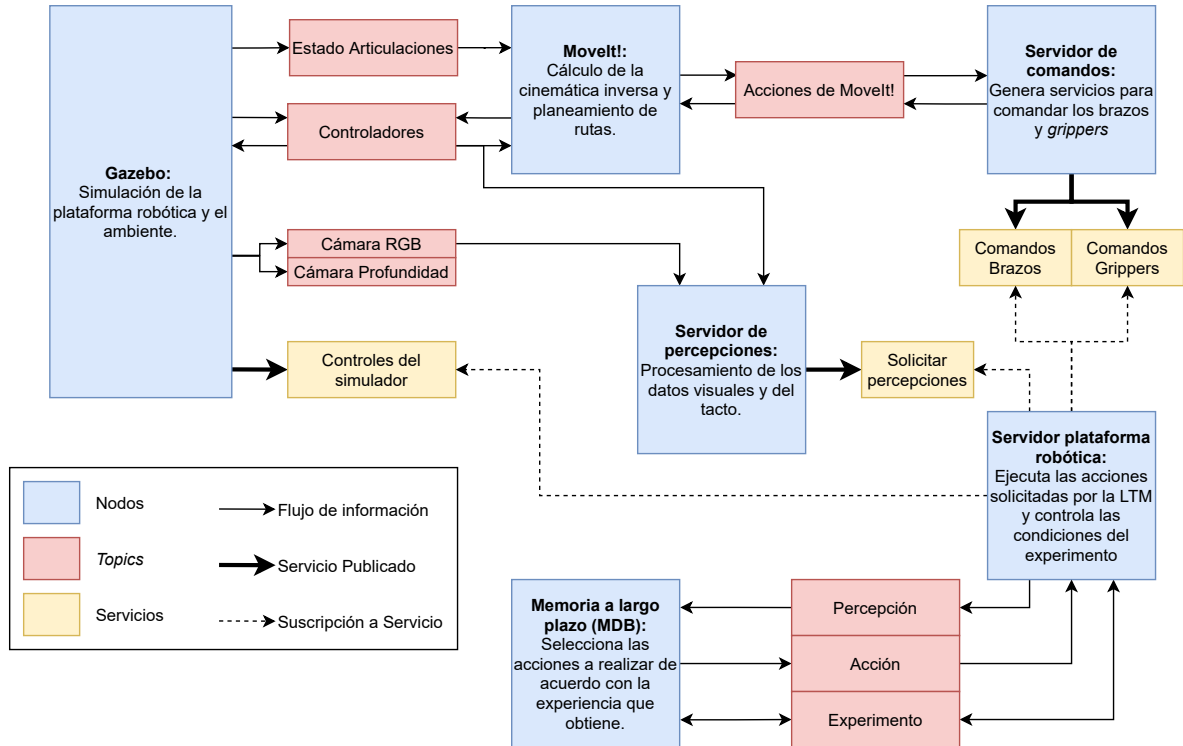 Estado Articulaciones
MoveIt!:
Cálculo de la
cinemática inversa y
planeamiento de
rutas.
Acciones de MoveIt!
Servidor de
comandos:
Genera servicios para
comandar los brazos
y grippers
Controladores
Gazebo:
Simulación de la
plataforma robótica y el
ambiente.
Cámara RGB
Cámara Profundidad
Comandos
Brazos
Comandos
Grippers
Servidor de
percepciones:
Procesamiento de los
datos visuales y del
tacto.
Controles del
simulador
Solicitar
percepciones
Servidor plataforma
robótica:
Ejecuta las acciones
solicitadas por la LTM
y controla las
condiciones del
experimento
Nodos
Flujo de información
Topics
Servicio Publicado
Servicios
Suscripción a Servicio
Memoria a largo
plazo (MDB):
Selecciona las
acciones a realizar de
acuerdo con la
experiencia que
obtiene.
Percepción
Acción
Experimento